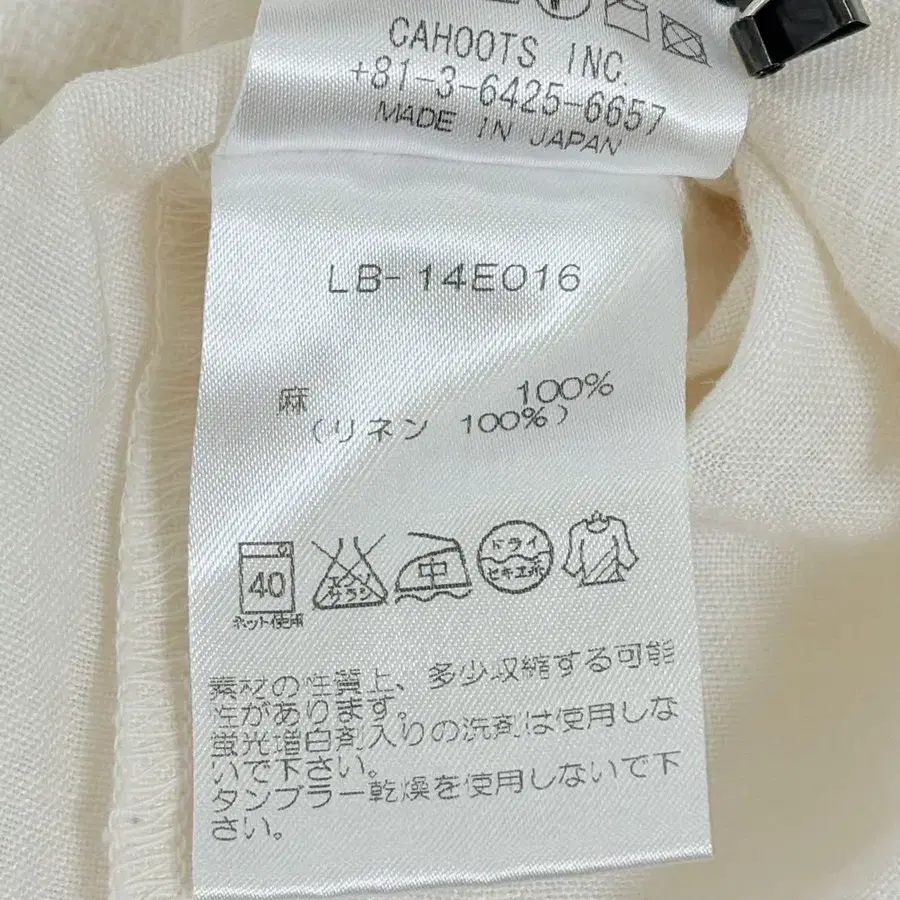 CAHOOTS INC.
+81-3-6425-6657
MADE IN JAPAN
LB-14E016
麻 100%
(リネン 100%)
40
ネット使用
エンソ
サラシ
中
ドライ
セキユ系
素材の性質上、多少収縮する可能
性があります。
蛍光増白剤入りの洗剤は使用しな
いで下さい。
タンブラー乾燥を使用しないで下
さい。